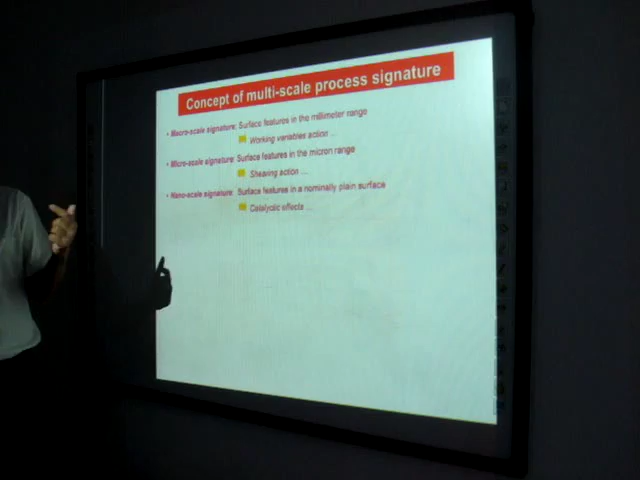 Concept of multi-scale process signature
• Macro-scale signature: Surface features in the millimeter range
Working variables action ...
• Micro-scale signature: Surface features in the micron range
Shearing action ...
• Nano-scale signature: Surface features in a nominally plain surface
Catalyctic effects ...